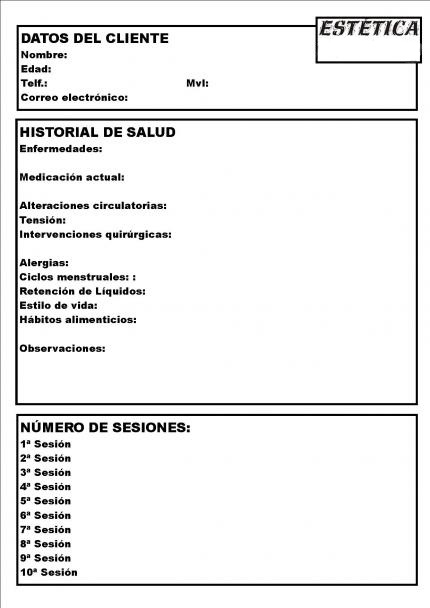 ESTÉTICA
DATOS DEL CLIENTE
Nombre:
Edad:
Telf.: Mvl:
Correo electrónico:
HISTORIAL DE SALUD
Enfermedades:
Medicación actual:
Alteraciones circulatorias:
Tensión:
Intervenciones quirúrgicas:
Alergias:
Ciclos menstruales: :
Retención de Líquidos:
Estilo de vida:
Hábitos alimenticios:
Observaciones:
NÚMERO DE SESIONES:
1ª Sesión
2ª Sesión
3ª Sesión
4ª Sesión
5ª Sesión
6ª Sesión
7ª Sesión
8ª Sesión
9ª Sesión
10ª Sesión